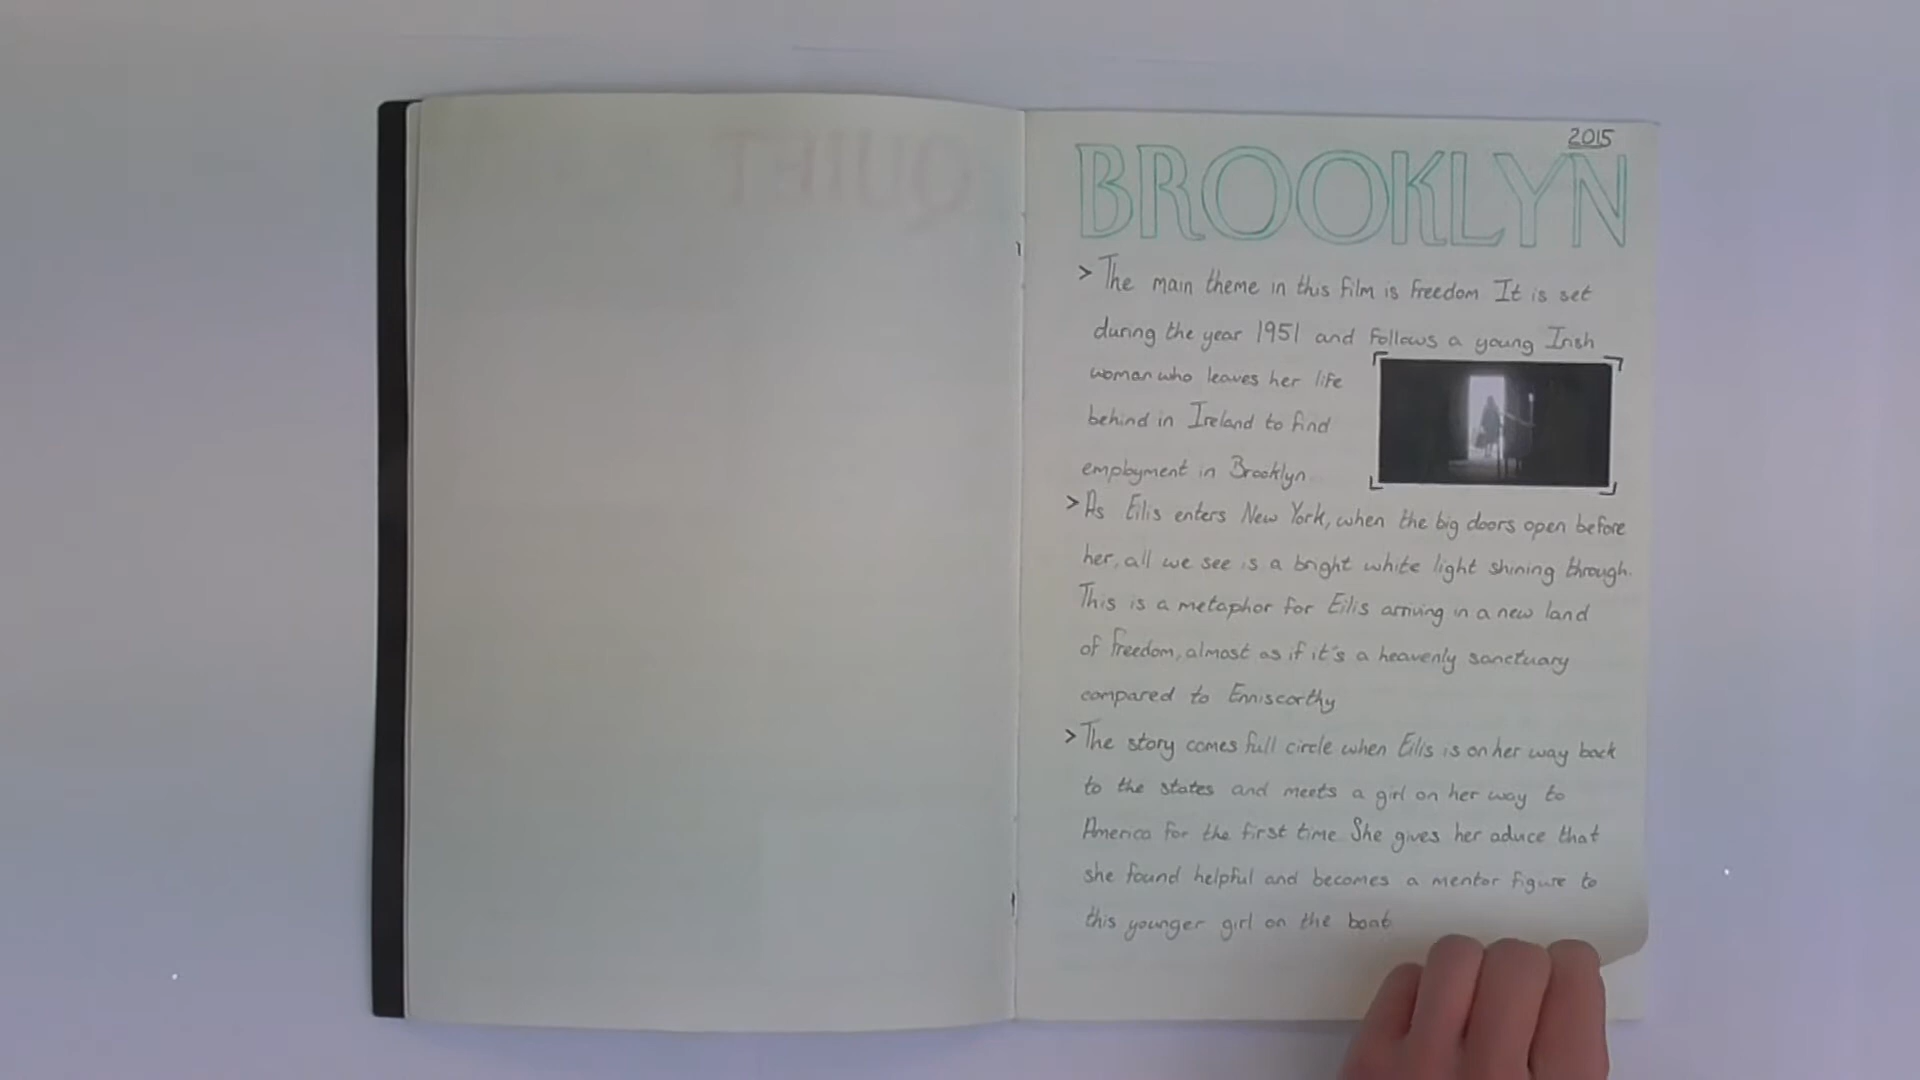 QUIET
2015
BROOKLYN
> The main theme in this film is freedom It is set
during the year 1951 and follows a young Irish
woman who leaves her life
behind in Ireland to find
employment in Brooklyn
> As Eilis enters New York, when the big doors open before
her, all we see is a bright white light shining through.
This is a metaphor for Eilis arriving in a new land
of freedom, almost as if it's a heavenly sanctuary
compared to Enniscorthy
> The story comes full circle when Eilis is on her way back
to the states and meets a girl on her way to
America for the first time She gives her advice that
she found helpful and becomes a mentor figure to
this younger girl on the boat